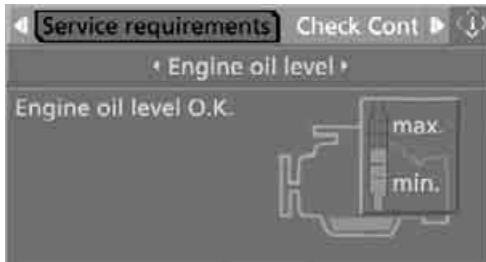 Service requirements Check Cont
Engine oil level
Engine oil level O.K.
max.
min.